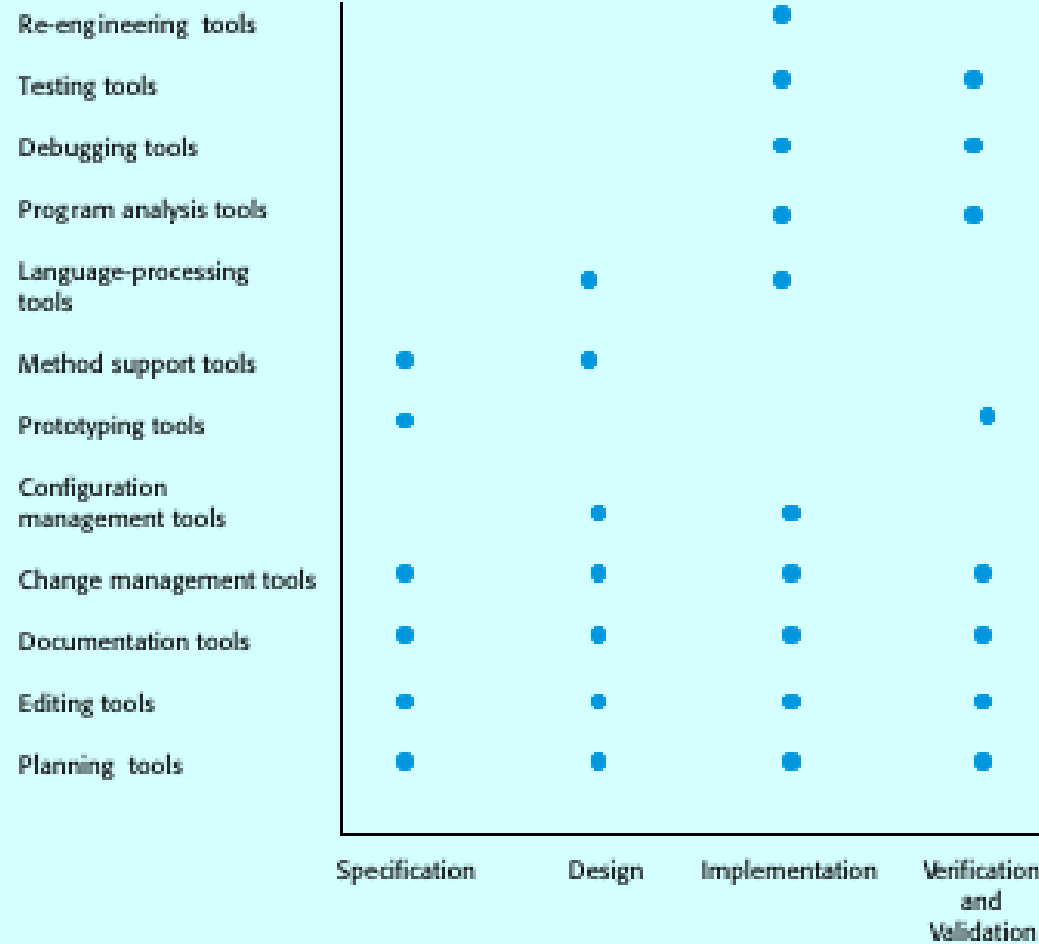 Re-engineering tools
Testing tools
Debugging tools
Program analysis tools
Language-processing
tools
Method support tools
Prototyping tools
Configuration
management tools
Change management tools
Documentation tools
Editing tools
Planning tools
Specification
Design
Implementation
Verification
and
Validation